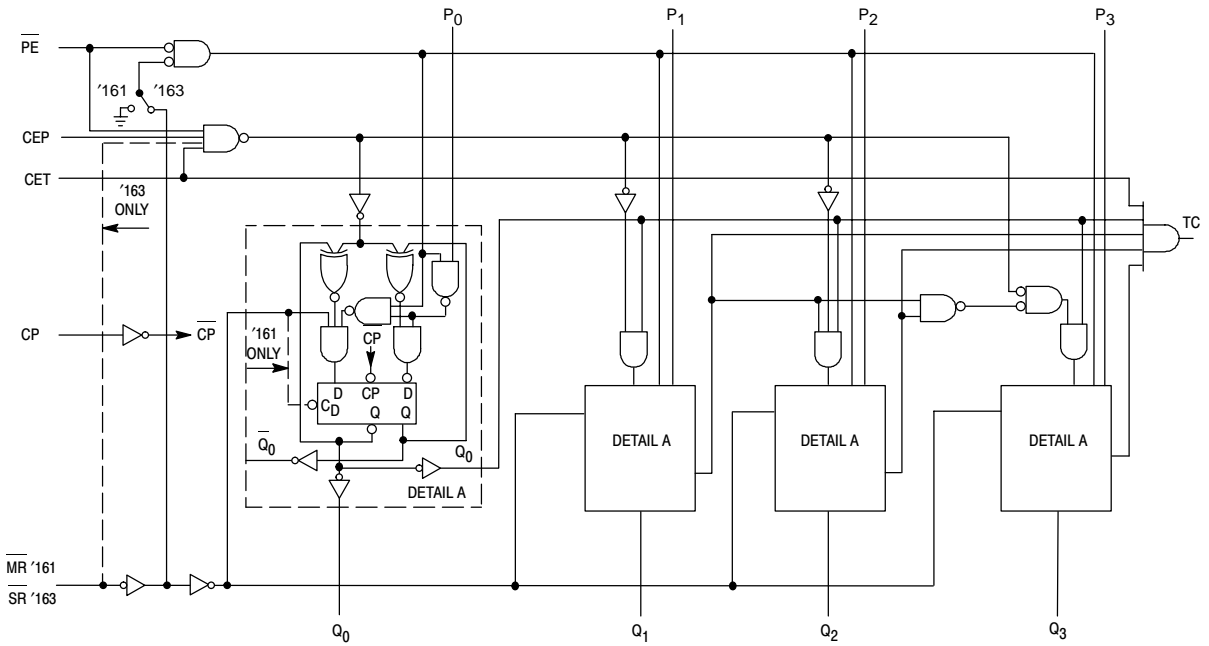 P0
P1
P2
P3
PE
'161
'163
CEP
CET
'163
ONLY
TC
CP
CP
'161
ONLY
CP
D
CP
D
CD
Q
Q
Q0
Q0
DETAIL A
DETAIL A
DETAIL A
DETAIL A
MR '161
SR '163
Q0
Q1
Q2
Q3